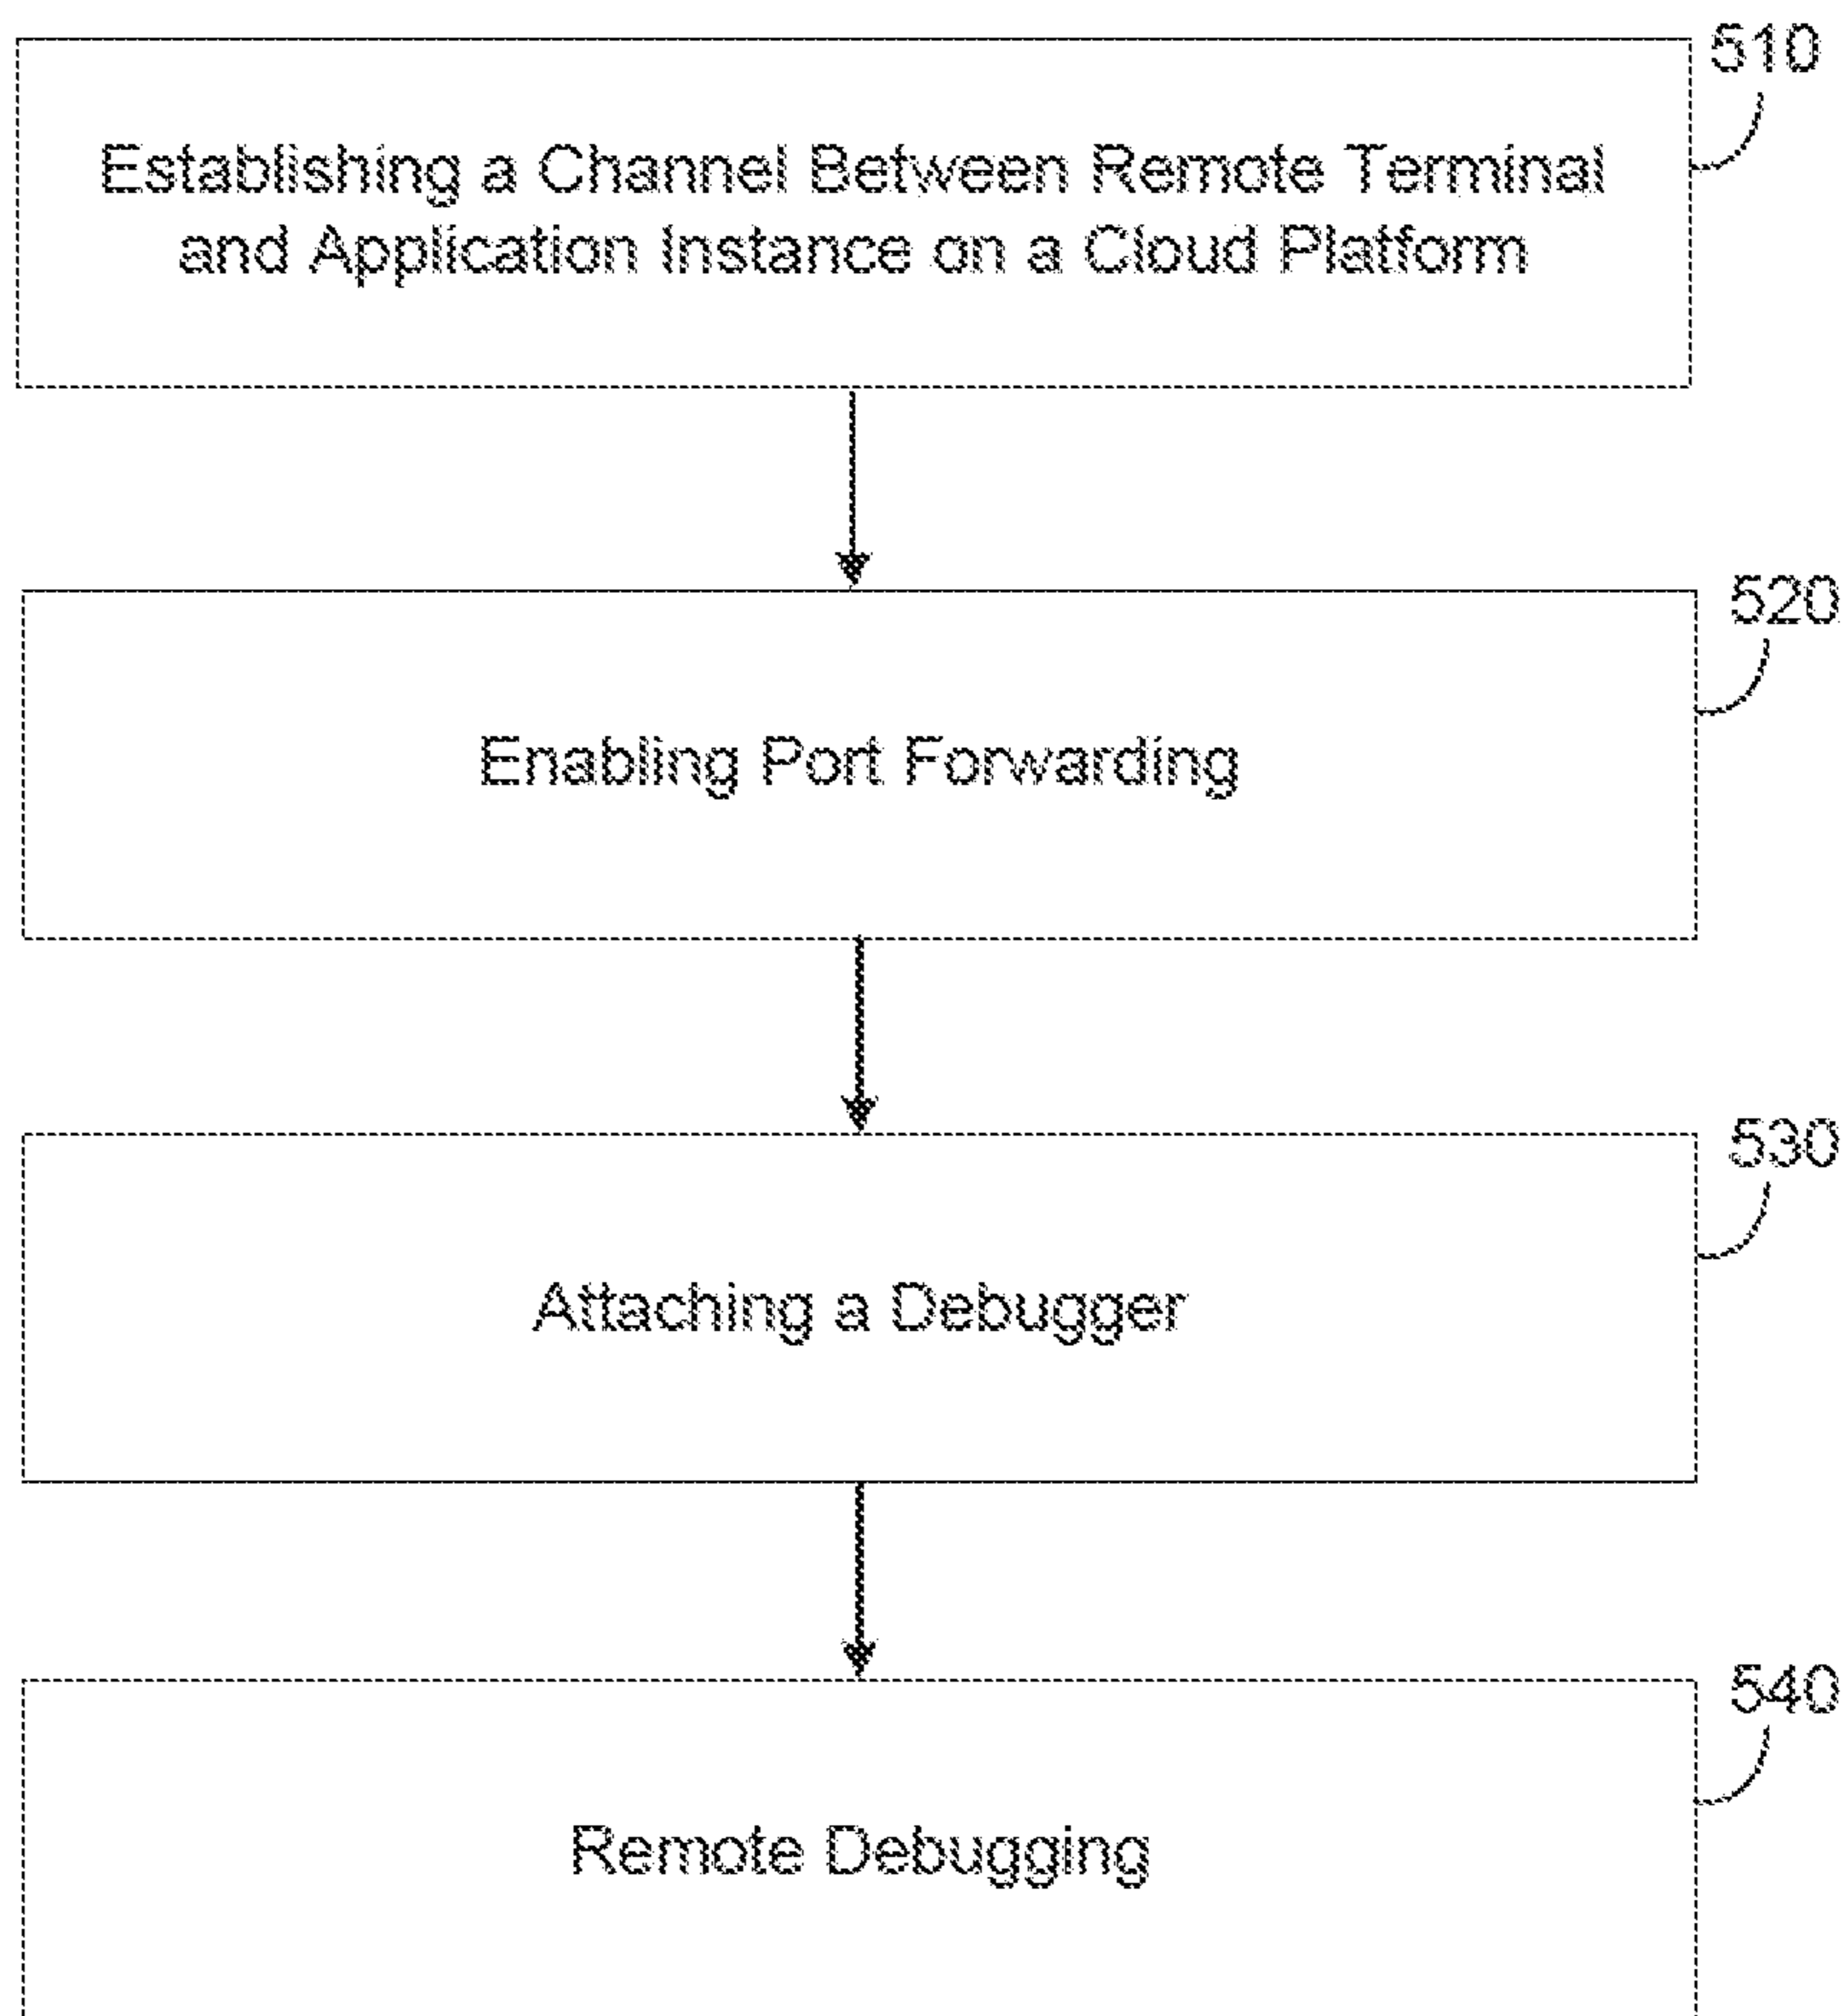 510
Establishing a Channel Between Remote Terminal
and Application Instance on a Cloud Platform
520
Enabling Port Forwarding
530
Attaching a Debugger
540
Remote Debugging